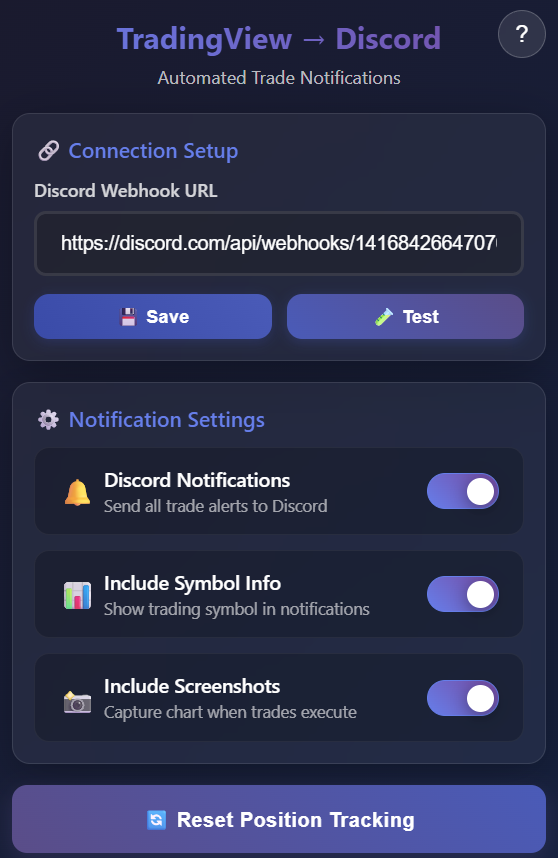 TradingView → Discord
?
Automated Trade Notifications
Connection Setup
Discord Webhook URL
https://discord.com/api/webhooks/141684266470
Save
Test
Notification Settings
Discord Notifications
Send all trade alerts to Discord
Include Symbol Info
Show trading symbol in notifications
Include Screenshots
Capture chart when trades execute
Reset Position Tracking